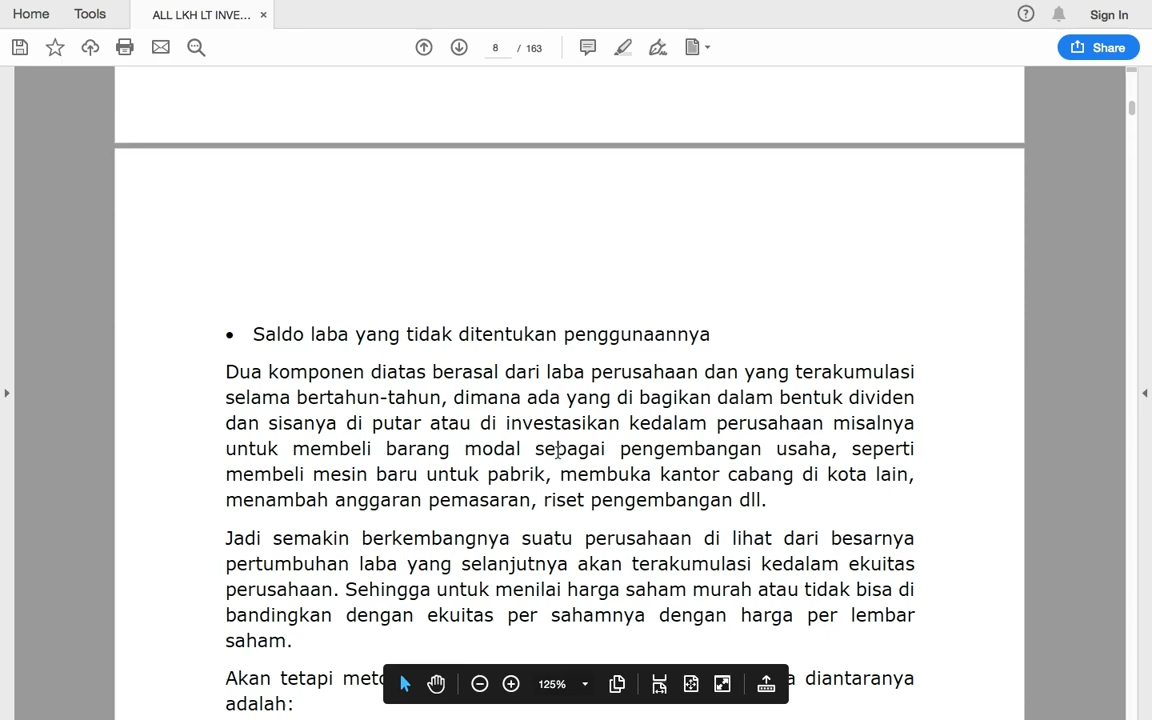 Home Tools ALL LKH LT INVE... × Sign In
8 / 163 Share
• Saldo laba yang tidak ditentukan penggunaannya
Dua komponen diatas berasal dari laba perusahaan dan yang terakumulasi
selama bertahun-tahun, dimana ada yang di bagikan dalam bentuk dividen
dan sisanya di putar atau di investasikan kedalam perusahaan misalnya
untuk membeli barang modal sebagai pengembangan usaha, seperti
membeli mesin baru untuk pabrik, membuka kantor cabang di kota lain,
menambah anggaran pemasaran, riset pengembangan dll.
Jadi semakin berkembangnya suatu perusahaan di lihat dari besarnya
pertumbuhan laba yang selanjutnya akan terakumulasi kedalam ekuitas
perusahaan. Sehingga untuk menilai harga saham murah atau tidak bisa di
bandingkan dengan ekuitas per sahamnya dengan harga per lembar
saham.
Akan tetapi diantaranya
adalah:
125%